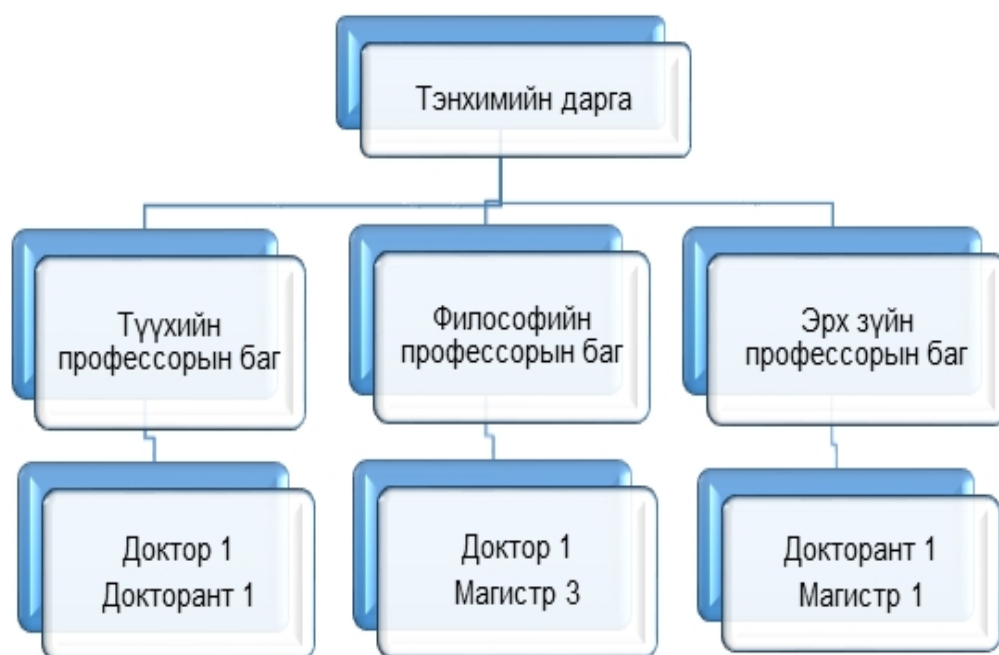 Тэнхимийн дарга
Түүхийн
профессорын баг
Философийн
профессорын баг
Эрх зүйн
профессорын баг
Доктор 1
Докторант 1
Доктор 1
Магистр 3
Докторант 1
Магистр 1